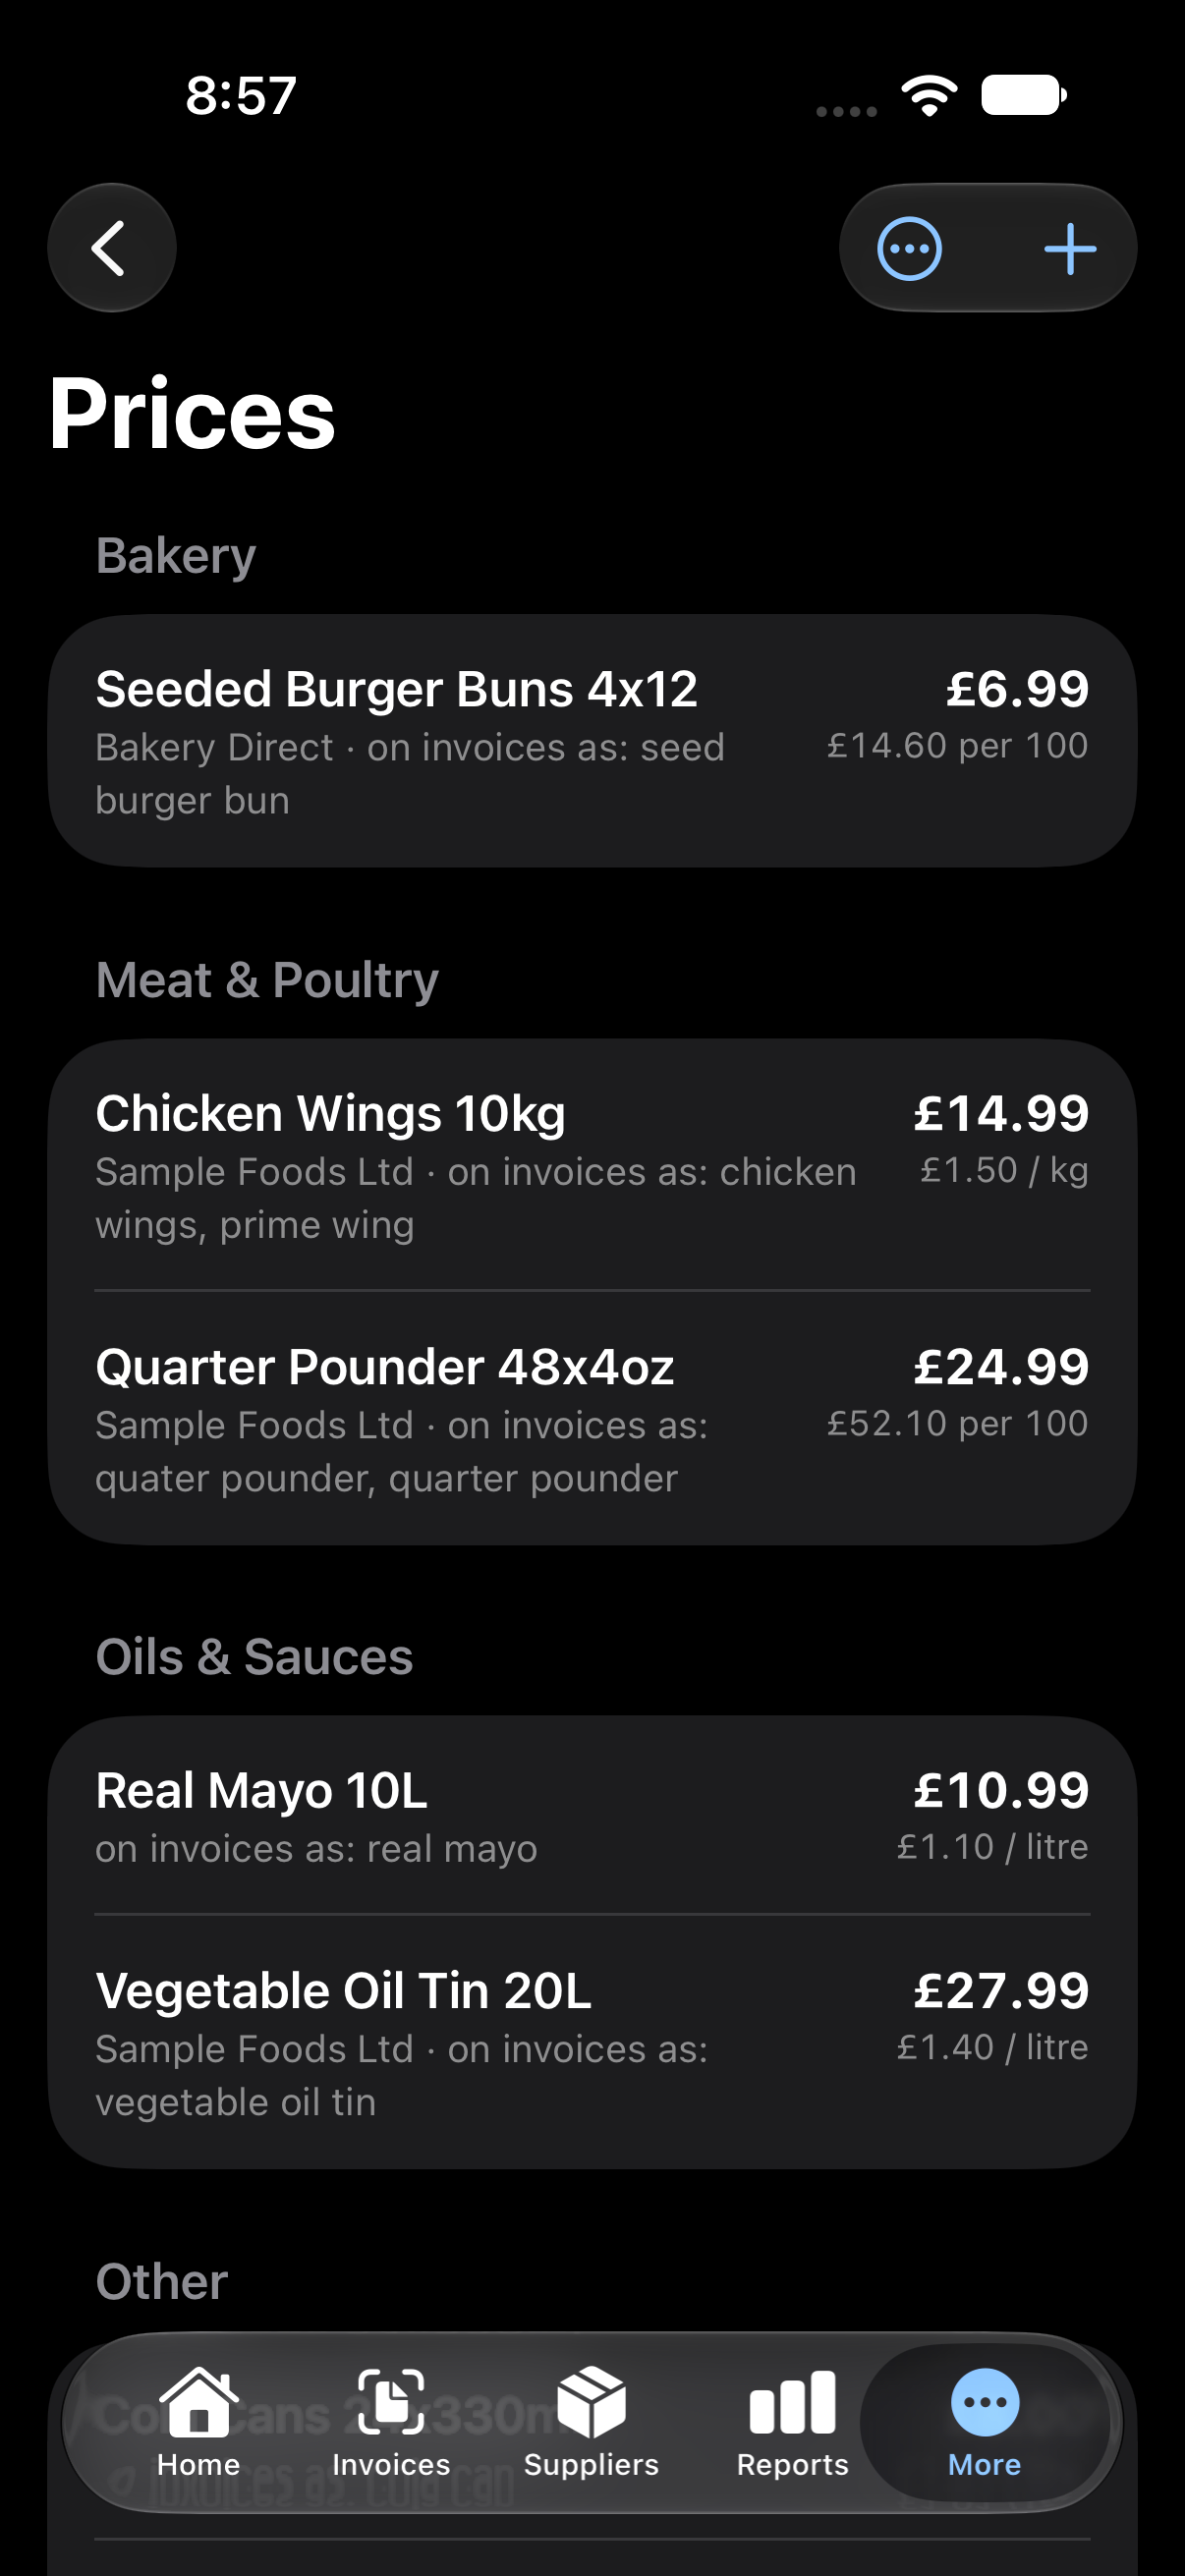 8:57
Prices
Bakery
Seeded Burger Buns 4x12
£6.99
Bakery Direct · on invoices as: seed
£14.60 per 100
burger bun
Meat & Poultry
Chicken Wings 10kg
£14.99
Sample Foods Ltd · on invoices as: chicken
£1.50 / kg
wings, prime wing
Quarter Pounder 48x4oz
£24.99
Sample Foods Ltd · on invoices as:
£52.10 per 100
quater pounder, quarter pounder
Oils & Sauces
Real Mayo 10L
£10.99
on invoices as: real mayo
£1.10 / litre
Vegetable Oil Tin 20L
£27.99
Sample Foods Ltd · on invoices as:
£1.40 / litre
vegetable oil tin
Other
Home
Invoices
Suppliers
Reports
More